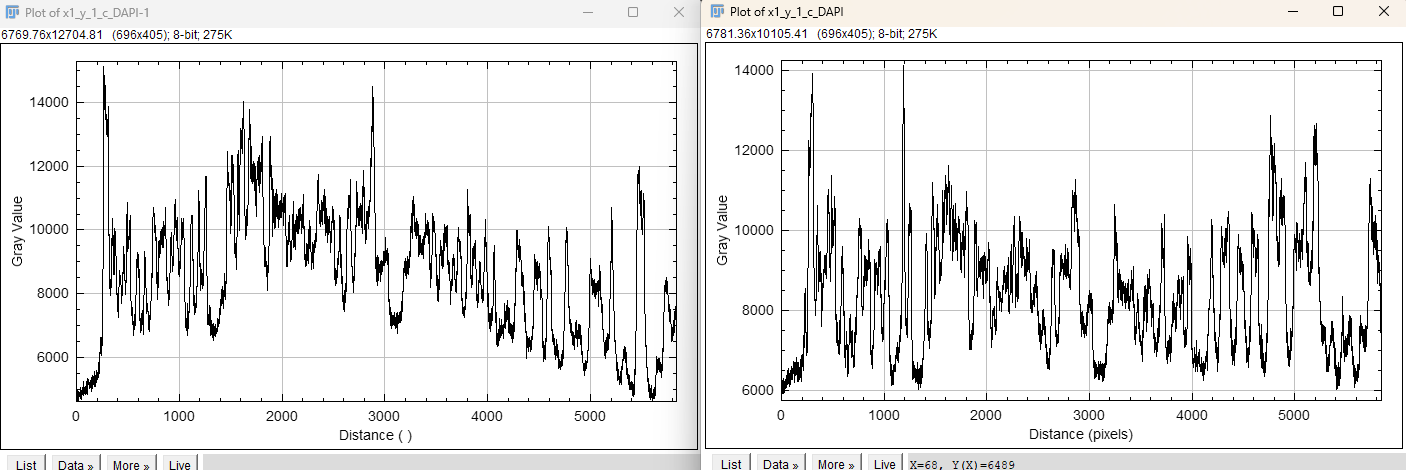 Plot of x1_y_1_c_DAPI-1
6769.76x12704.81 (696x405); 8-bit; 275K
14000
12000
10000
8000
6000
Gray Value
0 1000 2000 3000 4000 5000
Distance ( )
List Data » More » Live
Plot of x1_y_1_c_DAPI
6781.36x10105.41 (696x405); 8-bit; 275K
14000
12000
10000
8000
6000
Gray Value
0 1000 2000 3000 4000 5000
Distance (pixels)
List Data » More » Live X=68, Y(X)=6489